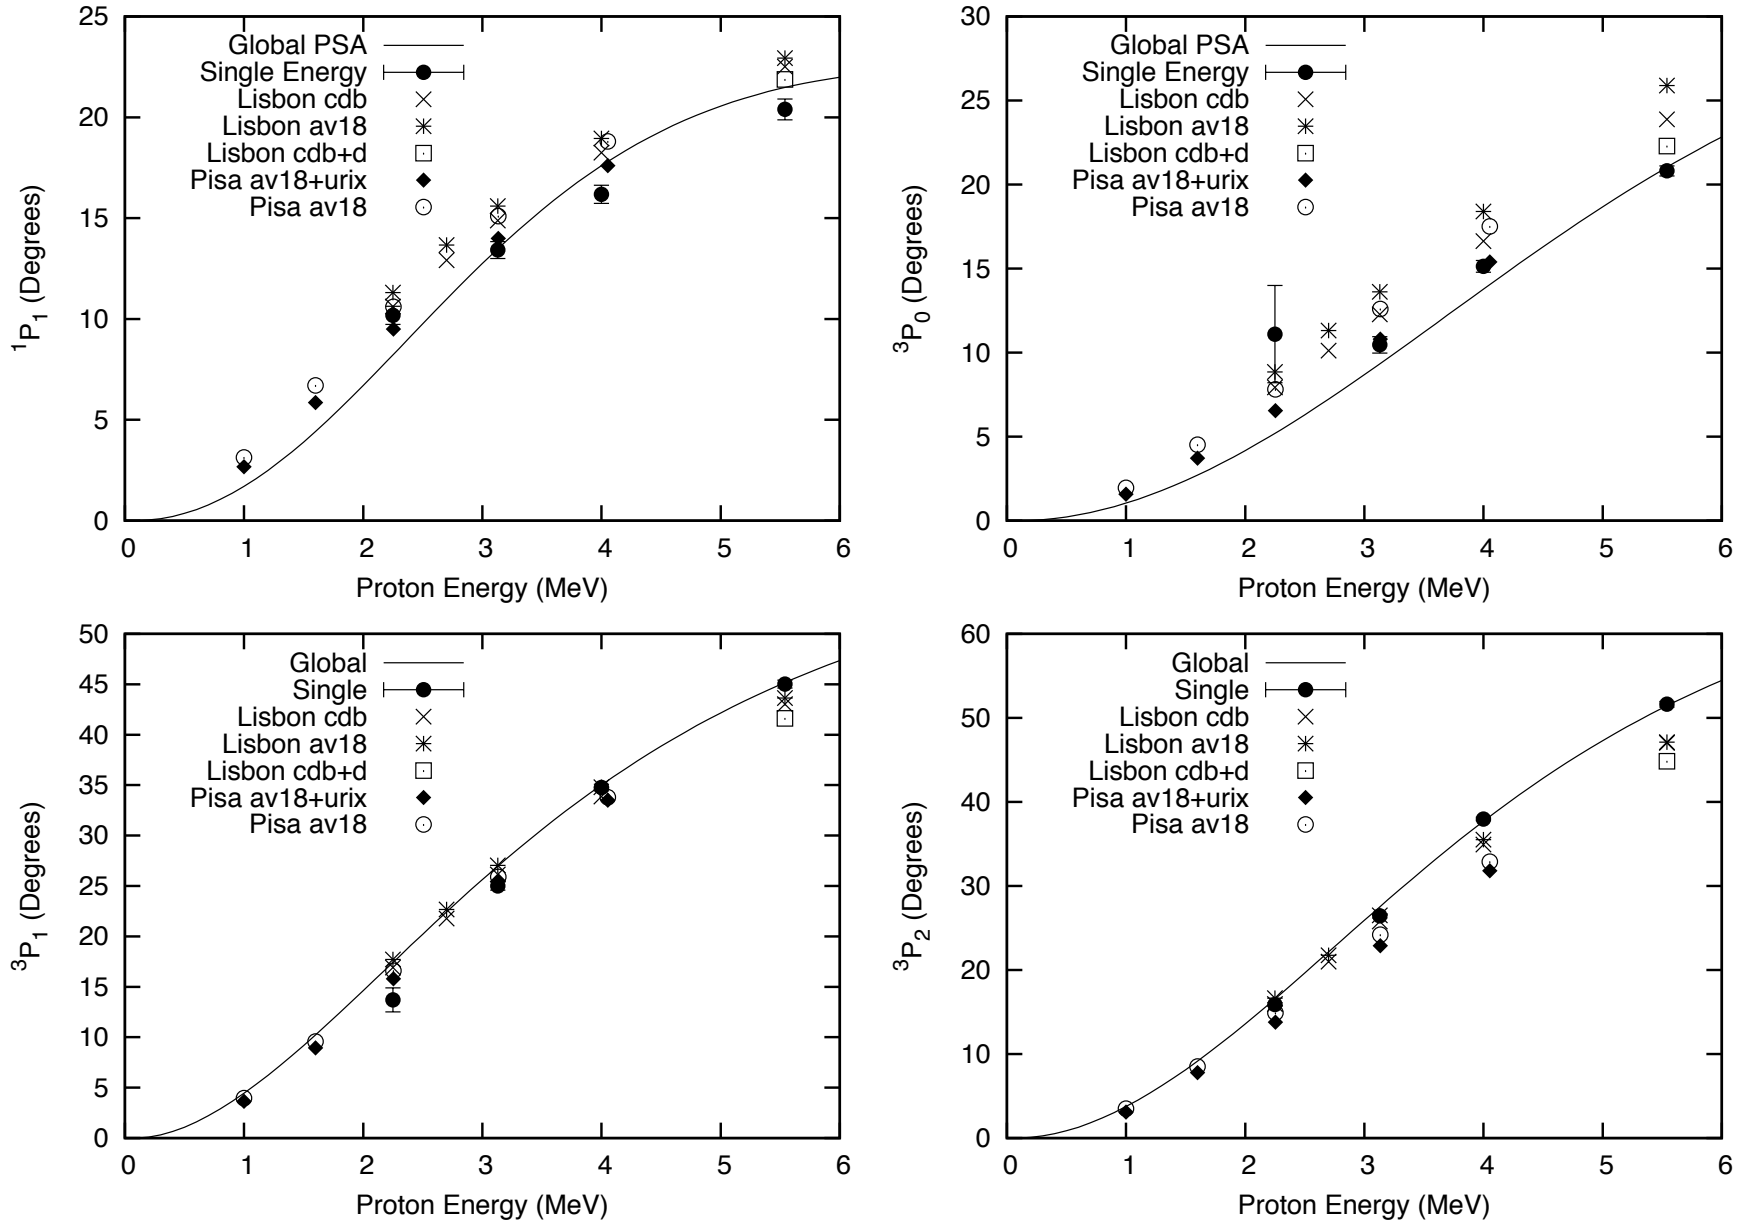 25
20
15
10
5
0
0 1 2 3 4 5 6
¹P₁ (Degrees)
Proton Energy (MeV)
Global PSA
Single Energy
Lisbon cdb
Lisbon av18
Lisbon cdb+d
Pisa av18+urix
Pisa av18
30
25
20
15
10
5
0
0 1 2 3 4 5 6
³P₀ (Degrees)
Proton Energy (MeV)
Global PSA
Single Energy
Lisbon cdb
Lisbon av18
Lisbon cdb+d
Pisa av18+urix
Pisa av18
50
45
40
35
30
25
20
15
10
5
0
0 1 2 3 4 5 6
³P₁ (Degrees)
Proton Energy (MeV)
Global
Single
Lisbon cdb
Lisbon av18
Lisbon cdb+d
Pisa av18+urix
Pisa av18
60
50
40
30
20
10
0
0 1 2 3 4 5 6
³P₂ (Degrees)
Proton Energy (MeV)
Global
Single
Lisbon cdb
Lisbon av18
Lisbon cdb+d
Pisa av18+urix
Pisa av18